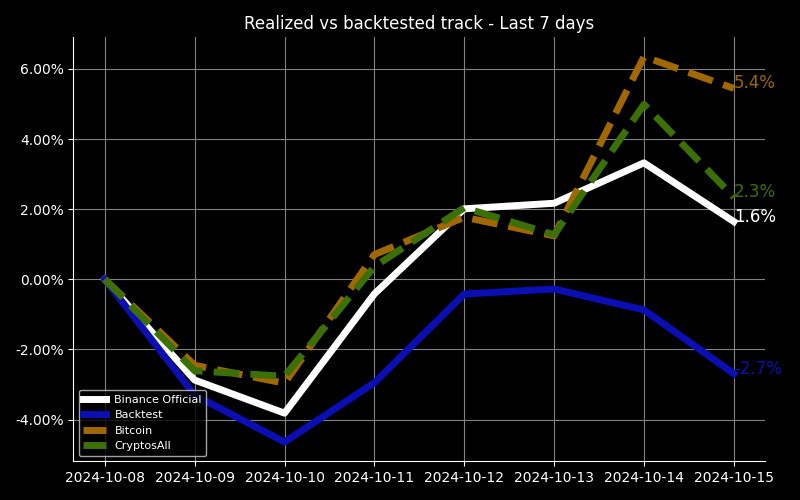 Realized vs backtested track - Last 7 days
6.00%
4.00%
2.00%
0.00%
-2.00%
-4.00%
5.4%
2.3%
1.6%
-2.7%
Binance Official
Backtest
Bitcoin
CryptosAll
2024-10-08 2024-10-09 2024-10-10 2024-10-11 2024-10-12 2024-10-13 2024-10-14 2024-10-15